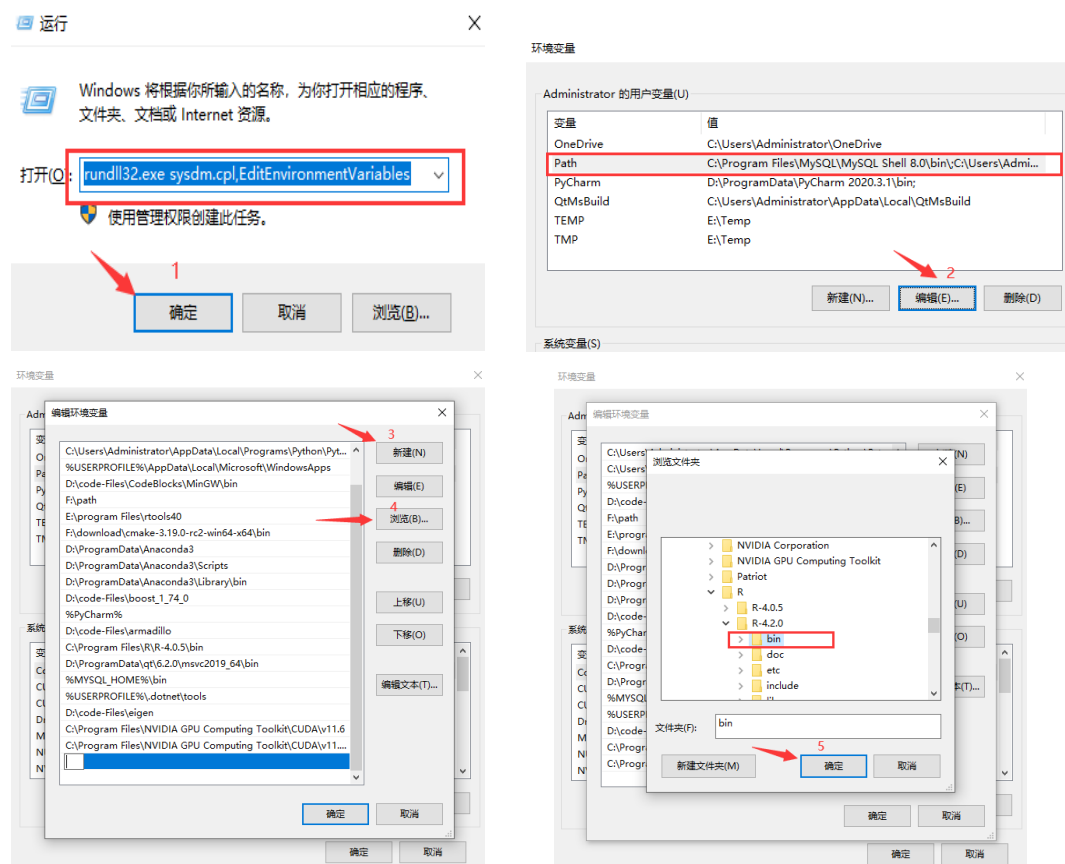 运行
Windows 将根据你所输入的名称，为你打开相应的程序、
文件夹、文档或 Internet 资源。
打开(O):
rundll32.exe sysdm.cpl,EditEnvironmentVariables
使用管理权限创建此任务。
1
确定
取消
浏览(B)...
环境变量
Administrator 的用户变量(U)
变量 值
OneDrive C:\Users\Administrator\OneDrive
Path C:\Program Files\MySQL\MySQL Shell 8.0\bin\;C:\Users\Admi...
PyCharm D:\ProgramData\PyCharm 2020.3.1\bin;
QtMsBuild C:\Users\Administrator\AppData\Local\QtMsBuild
TEMP E:\Temp
TMP E:\Temp
2
新建(N)...
编辑(E)...
删除(D)
系统变量(S)
环境变量
编辑环境变量
C:\Users\Administrator\AppData\Local\Programs\Python\Pyt...
%USERPROFILE%\AppData\Local\Microsoft\WindowsApps
D:\code-Files\CodeBlocks\MinGW\bin
F:\path
E:\program Files\rtools40
F:\download\cmake-3.19.0-rc2-win64-x64\bin
D:\ProgramData\Anaconda3
D:\ProgramData\Anaconda3\Scripts
D:\ProgramData\Anaconda3\Library\bin
D:\code-Files\boost_1_74_0
%PyCharm%
D:\code-Files\armadillo
C:\Program Files\R\R-4.0.5\bin
D:\ProgramData\qt\6.2.0\msvc2019_64\bin
%MYSQL_HOME%\bin
%USERPROFILE%\.dotnet\tools
D:\code-Files\eigen
C:\Program Files\NVIDIA GPU Computing Toolkit\CUDA\v11.6
C:\Program Files\NVIDIA GPU Computing Toolkit\CUDA\v11....
3
新建(N)
编辑(E)
4
浏览(B)...
删除(D)
上移(U)
下移(O)
编辑文本(T)...
确定
取消
确定
取消
环境变量
编辑环境变量
浏览文件夹
NVIDIA Corporation
NVIDIA GPU Computing Toolkit
Patriot
R
R-4.0.5
R-4.2.0
bin
doc
etc
include
文件夹(F):
bin
5
新建文件夹(M)
确定
取消
确定
取消
确定
取消